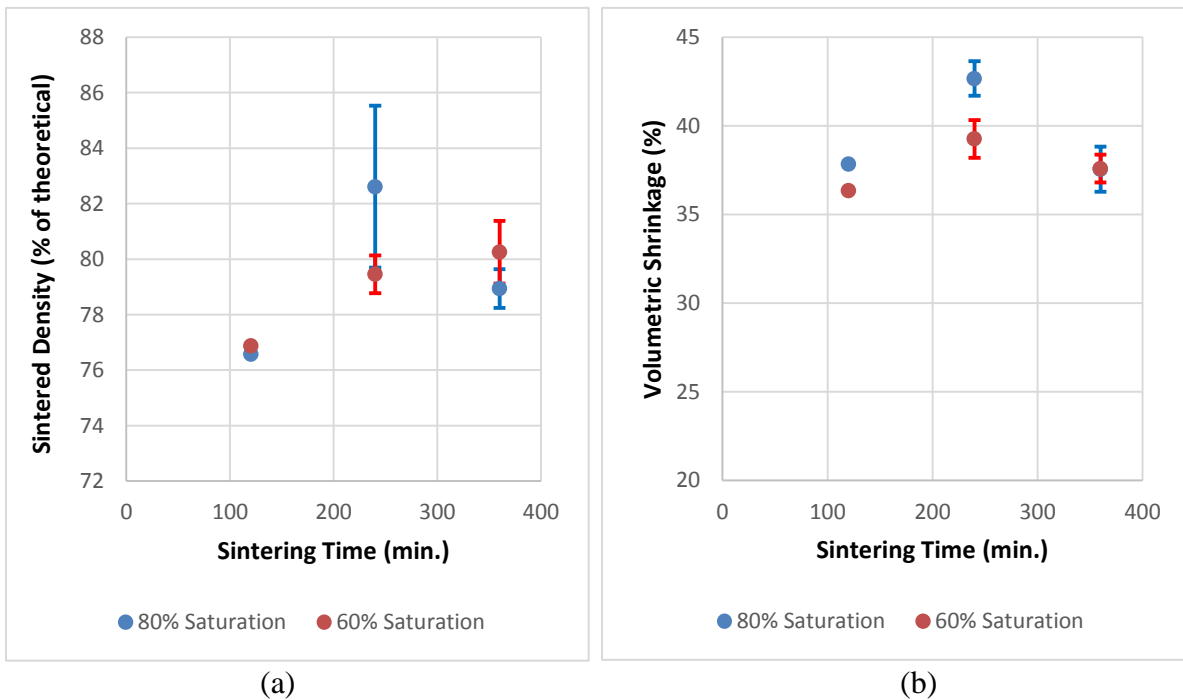 88
86
84
82
80
78
76
74
72
0 100 200 300 400
Sintered Density (% of theoretical)
Sintering Time (min.)
80% Saturation 60% Saturation
(a)
45
40
35
30
25
20
0 100 200 300 400
Volumetric Shrinkage (%)
Sintering Time (min.)
80% Saturation 60% Saturation
(b)